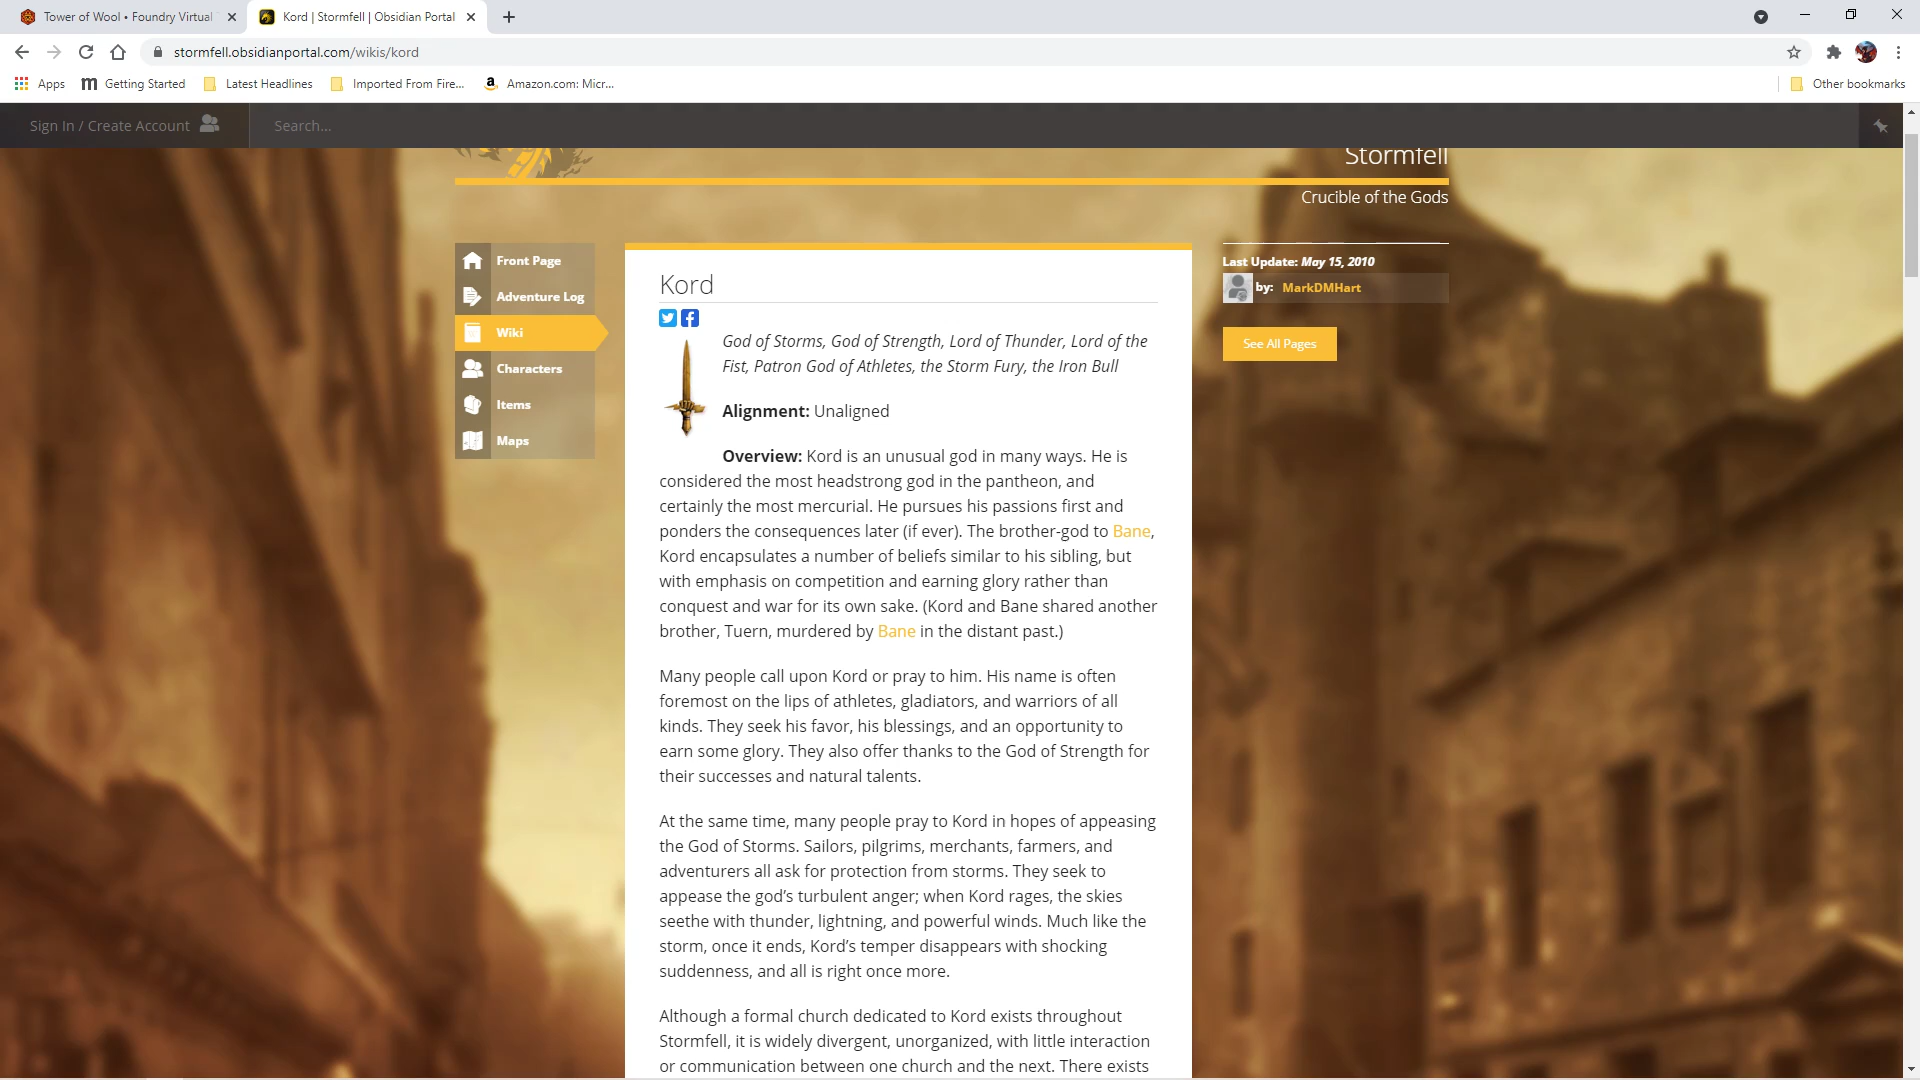 Tower of Wool • Foundry Virtual
Kord | Stormfell | Obsidian Portal
stormfell.obsidianportal.com/wikis/kord
Apps
Getting Started
Latest Headlines
Imported From Fire...
Amazon.com: Micr...
Other bookmarks
Sign In / Create Account
Search...
Stormfell
Crucible of the Gods
Front Page
Adventure Log
Wiki
Characters
Items
Maps
Kord
God of Storms, God of Strength, Lord of Thunder, Lord of the
Fist, Patron God of Athletes, the Storm Fury, the Iron Bull
Alignment: Unaligned
Overview: Kord is an unusual god in many ways. He is
considered the most headstrong god in the pantheon, and
certainly the most mercurial. He pursues his passions first and
ponders the consequences later (if ever). The brother-god to Bane,
Kord encapsulates a number of beliefs similar to his sibling, but
with emphasis on competition and earning glory rather than
conquest and war for its own sake. (Kord and Bane shared another
brother, Tuern, murdered by Bane in the distant past.)
Many people call upon Kord or pray to him. His name is often
foremost on the lips of athletes, gladiators, and warriors of all
kinds. They seek his favor, his blessings, and an opportunity to
earn some glory. They also offer thanks to the God of Strength for
their successes and natural talents.
At the same time, many people pray to Kord in hopes of appeasing
the God of Storms. Sailors, pilgrims, merchants, farmers, and
adventurers all ask for protection from storms. They seek to
appease the god's turbulent anger; when Kord rages, the skies
seethe with thunder, lightning, and powerful winds. Much like the
storm, once it ends, Kord's temper disappears with shocking
suddenness, and all is right once more.
Although a formal church dedicated to Kord exists throughout
Stormfell, it is widely divergent, unorganized, with little interaction
or communication between one church and the next. There exists
Last Update: May 15, 2010
by: MarkDMHart
See All Pages